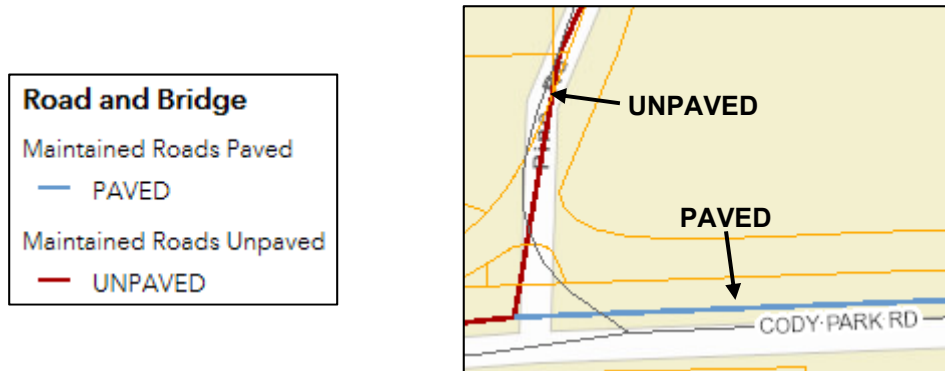 Road and Bridge
Maintained Roads Paved
PAVED
Maintained Roads Unpaved
UNPAVED
UNPAVED
PAVED
CODY PARK RD